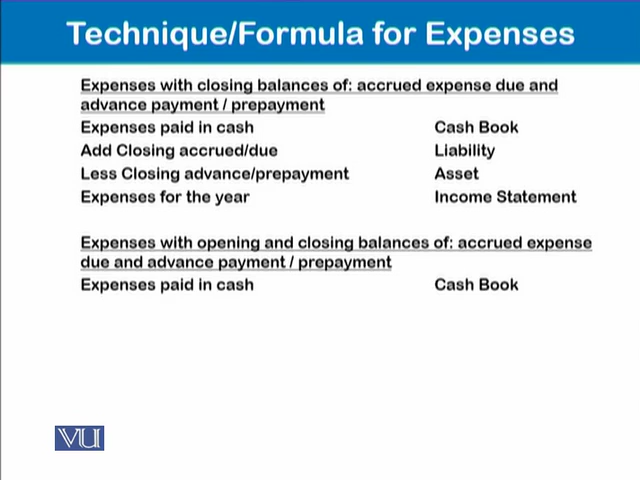 Technique/Formula for Expenses
Expenses with closing balances of: accrued expense due and
advance payment / prepayment
Expenses paid in cash Cash Book
Add Closing accrued/due Liability
Less Closing advance/prepayment Asset
Expenses for the year Income Statement
Expenses with opening and closing balances of: accrued expense
due and advance payment / prepayment
Expenses paid in cash Cash Book
VU